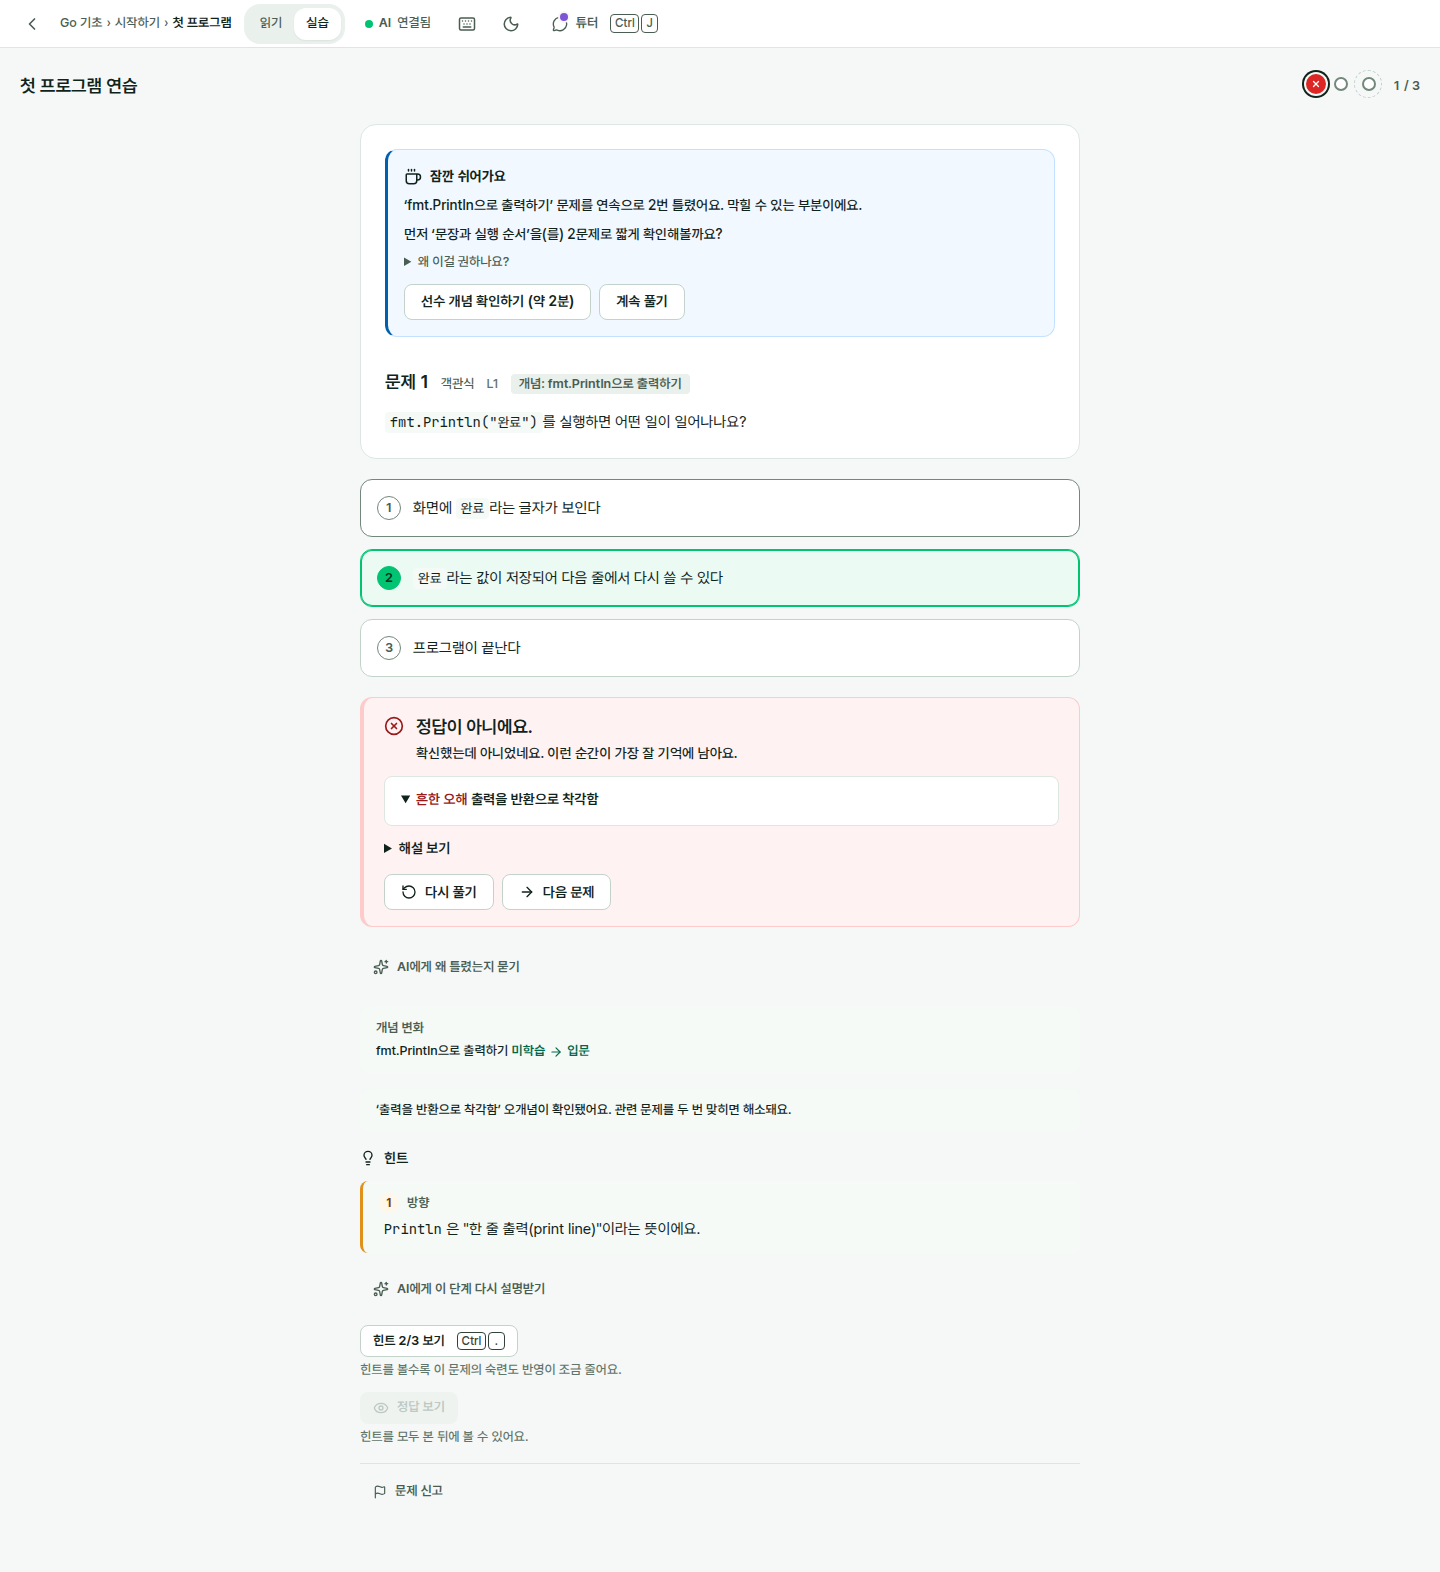 Go 기초 › 시작하기 › 첫 프로그램 읽기 실습 AI 연결됨 튜터 Ctrl J
첫 프로그램 연습
1 / 3
잠깐 쉬어가요
‘fmt.Println으로 출력하기’ 문제를 연속으로 2번 틀렸어요. 막힐 수 있는 부분이에요.
먼저 ‘문장과 실행 순서’을(를) 2문제로 짧게 확인해볼까요?
왜 이걸 권하나요?
선수 개념 확인하기 (약 2분) 계속 풀기
문제 1 객관식 L1 개념: fmt.Println으로 출력하기
fmt.Println("완료") 를 실행하면 어떤 일이 일어나나요?
1 화면에 완료 라는 글자가 보인다
2 완료 라는 값이 저장되어 다음 줄에서 다시 쓸 수 있다
3 프로그램이 끝난다
정답이 아니에요.
확신했는데 아니었네요. 이런 순간이 가장 잘 기억에 남아요.
흔한 오해 출력을 반환으로 착각함
해설 보기
다시 풀기 다음 문제
AI에게 왜 틀렸는지 묻기
개념 변화
fmt.Println으로 출력하기 미학습 → 입문
‘출력을 반환으로 착각함’ 오개념이 확인됐어요. 관련 문제를 두 번 맞히면 해소돼요.
힌트
1 방향
Println 은 "한 줄 출력(print line)"이라는 뜻이에요.
AI에게 이 단계 다시 설명받기
힌트 2/3 보기 Ctrl .
힌트를 볼수록 이 문제의 숙련도 반영이 조금 줄어요.
정답 보기
힌트를 모두 본 뒤에 볼 수 있어요.
문제 신고